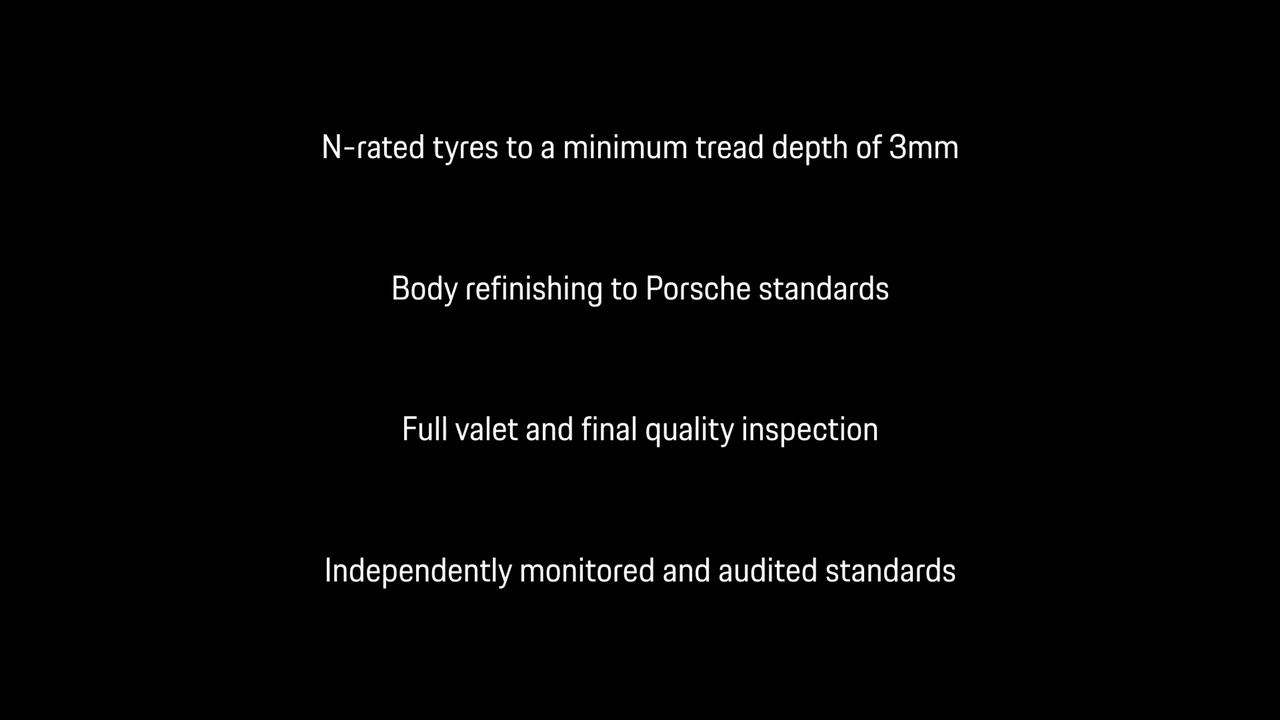 N-rated tyres to a minimum tread depth of 3mm
Body refinishing to Porsche standards
Full valet and final quality inspection
Independently monitored and audited standards